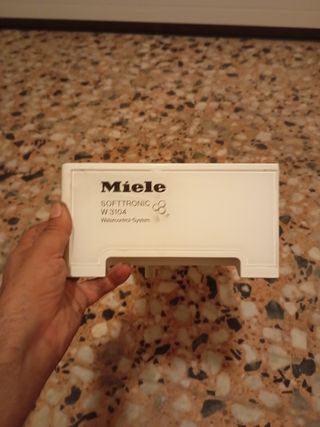 Miele
SOFTTRONIC
W 3104
Watercontrol-System